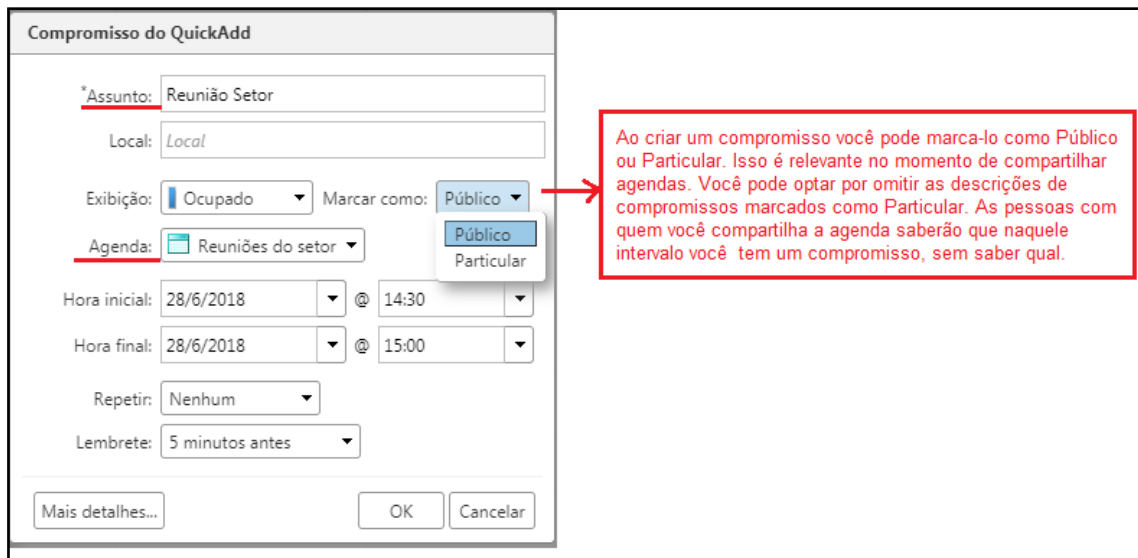 Compromisso do QuickAdd
*Assunto: Reunião Setor
Local: Local
Exibição: Ocupado Marcar como: Público
Público
Particular
Agenda: Reuniões do setor
Hora inicial: 28/6/2018 @ 14:30
Hora final: 28/6/2018 @ 15:00
Repetir: Nenhum
Lembrete: 5 minutos antes
Mais detalhes... OK Cancelar
Ao criar um compromisso você pode marca-lo como Público
ou Particular. Isso é relevante no momento de compartilhar
agendas. Você pode optar por omitir as descrições de
compromissos marcados como Particular. As pessoas com
quem você compartilha a agenda saberão que naquele
intervalo você tem um compromisso, sem saber qual.